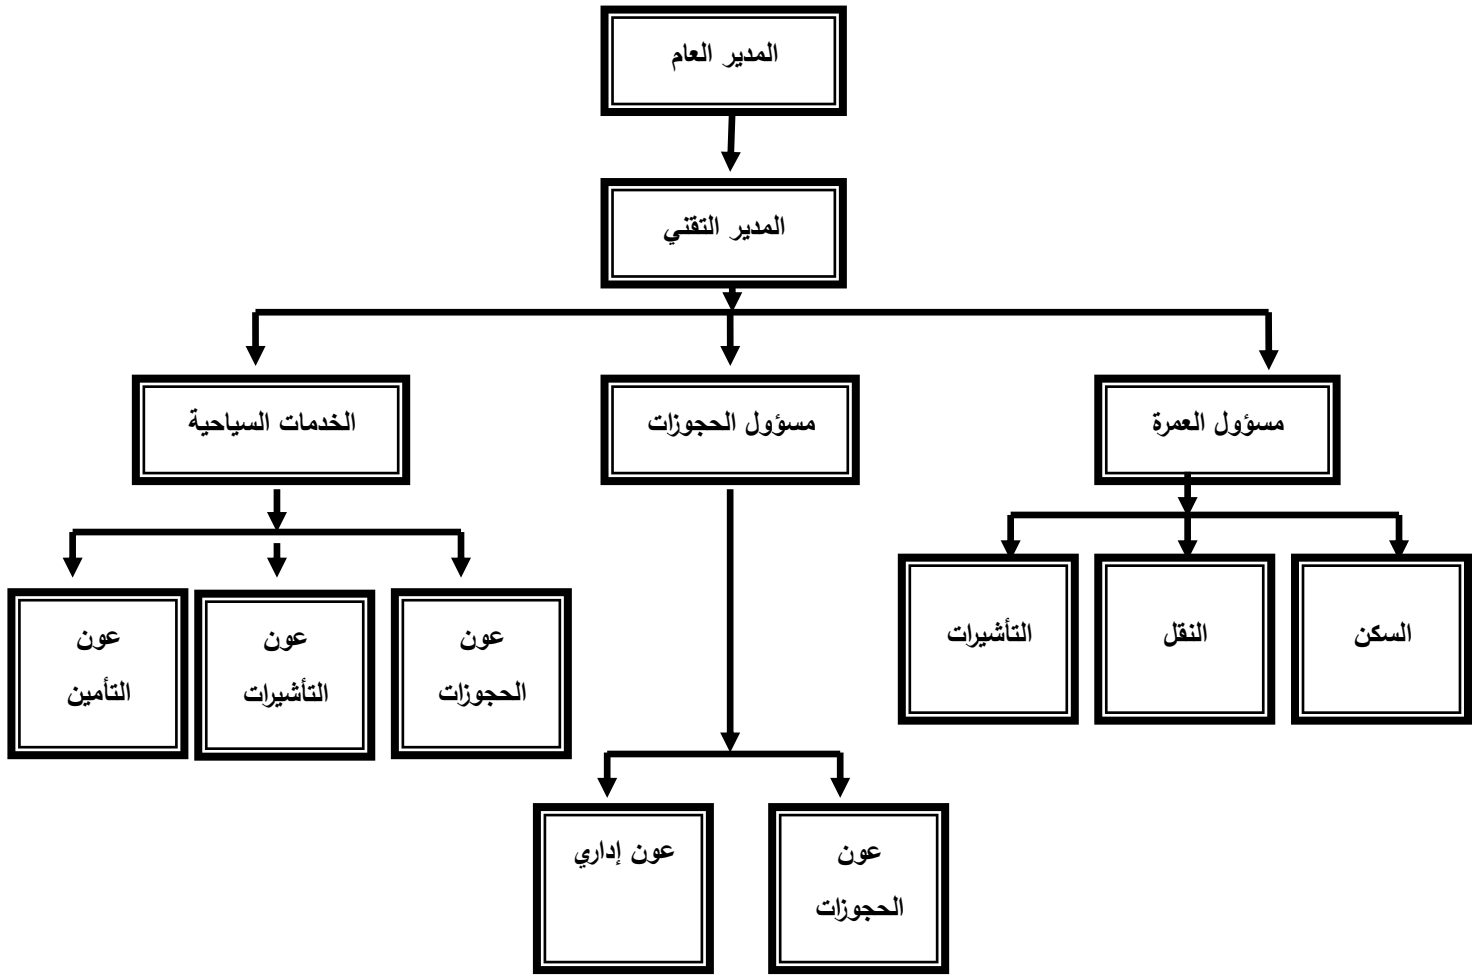 المدير العام
المدير التقني
مسؤول العمرة
مسؤول الحجوزات
الخدمات السياحية
السكن
النقل
التأشيرات
عون
الحجوزات
عون
التأشيرات
عون
التأمين
عون
الحجوزات
عون إداري